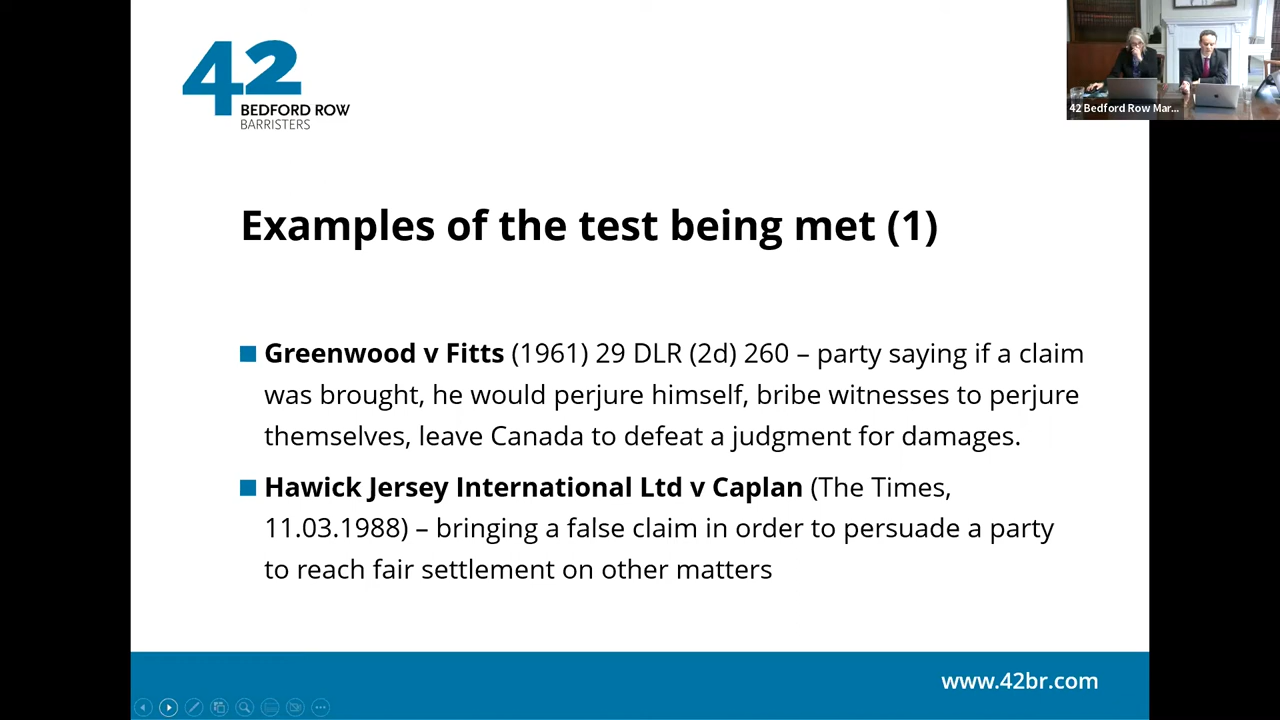 42
BEDFORD ROW
BARRISTERS
42 Bedford Row Mar...
Examples of the test being met (1)
Greenwood v Fitts (1961) 29 DLR (2d) 260 – party saying if a claim
was brought, he would perjure himself, bribe witnesses to perjure
themselves, leave Canada to defeat a judgment for damages.
Hawick Jersey International Ltd v Caplan (The Times,
11.03.1988) – bringing a false claim in order to persuade a party
to reach fair settlement on other matters
www.42br.com